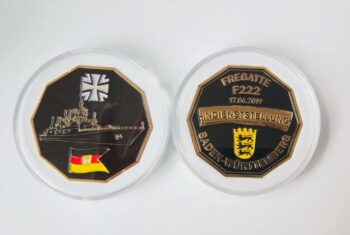 FREGATTE
F222
17.06.2019
INDIENSTSTELLUNG
BADEN-WÜRTTEMBERG